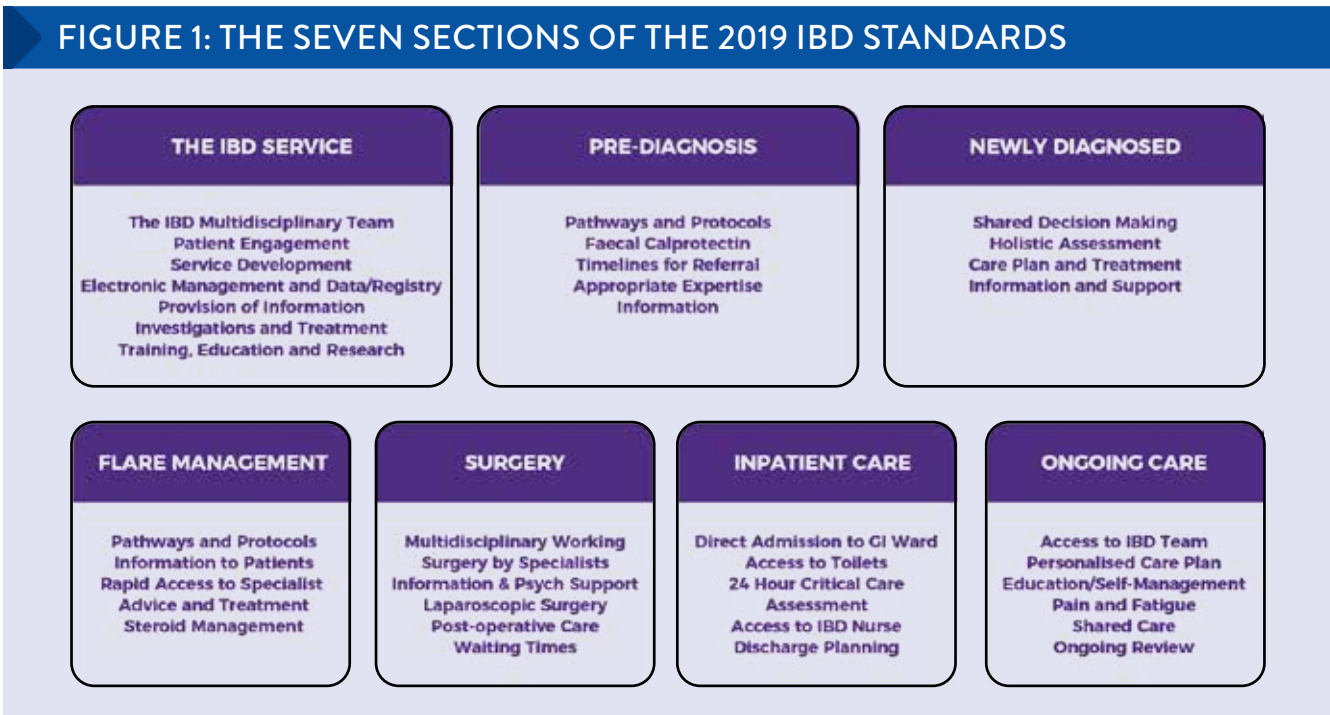 FIGURE 1: THE SEVEN SECTIONS OF THE 2019 IBD STANDARDS
THE IBD SERVICE
The IBD Multidisciplinary Team
Patient Engagement
Service Development
Electronic Management and Data/Registry
Provision of Information
Investigations and Treatment
Training, Education and Research
PRE-DIAGNOSIS
Pathways and Protocols
Faecal Calprotectin
Timelines for Referral
Appropriate Expertise
Information
NEWLY DIAGNOSED
Shared Decision Making
Holistic Assessment
Care Plan and Treatment
Information and Support
FLARE MANAGEMENT
Pathways and Protocols
Information to Patients
Rapid Access to Specialist
Advice and Treatment
Steroid Management
SURGERY
Multidisciplinary Working
Surgery by Specialists
Information & Psych Support
Laparoscopic Surgery
Post-operative Care
Waiting Times
INPATIENT CARE
Direct Admission to GI Ward
Access to Toilets
24 Hour Critical Care
Assessment
Access to IBD Nurse
Discharge Planning
ONGOING CARE
Access to IBD Team
Personalised Care Plan
Education/Self-Management
Pain and Fatigue
Shared Care
Ongoing Review